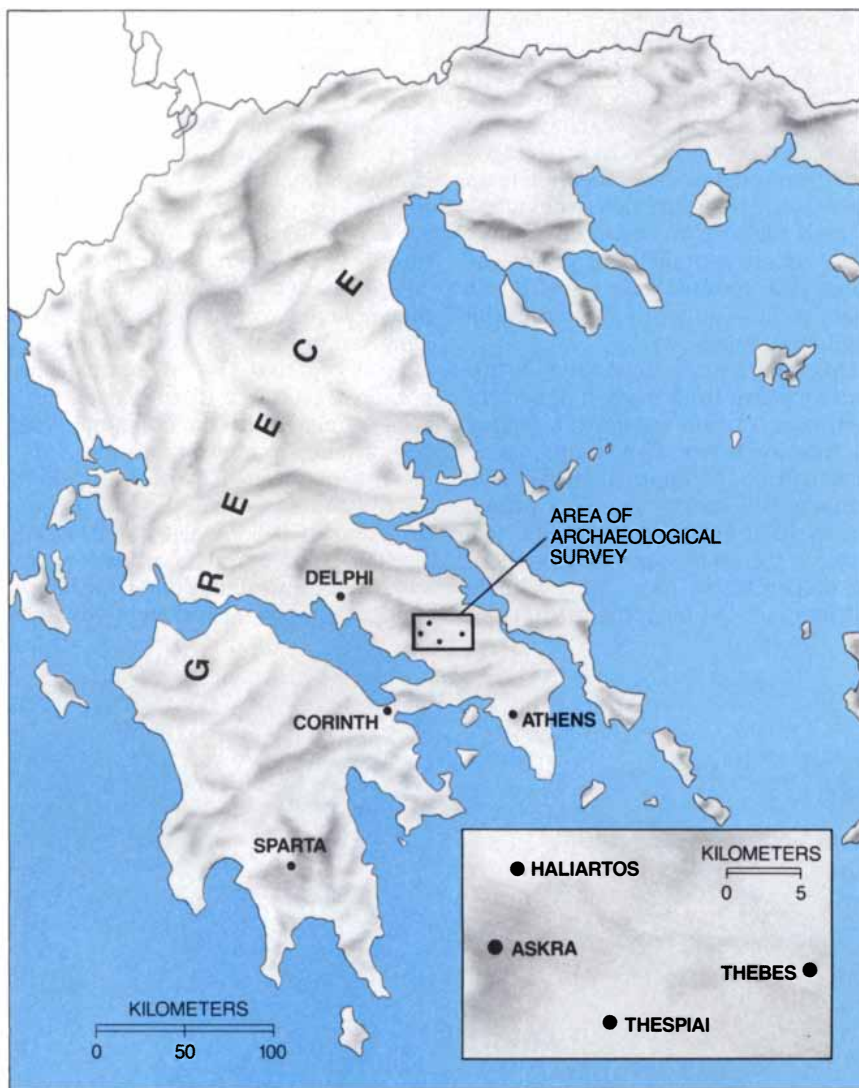 GREECE
AREA OF
ARCHAEOLOGICAL
SURVEY
DELPHI
CORINTH
ATHENS
SPARTA
KILOMETERS
0 50 100
HALIARTOS
KILOMETERS
0 5
ASKRA
THEBES
THESPIAI